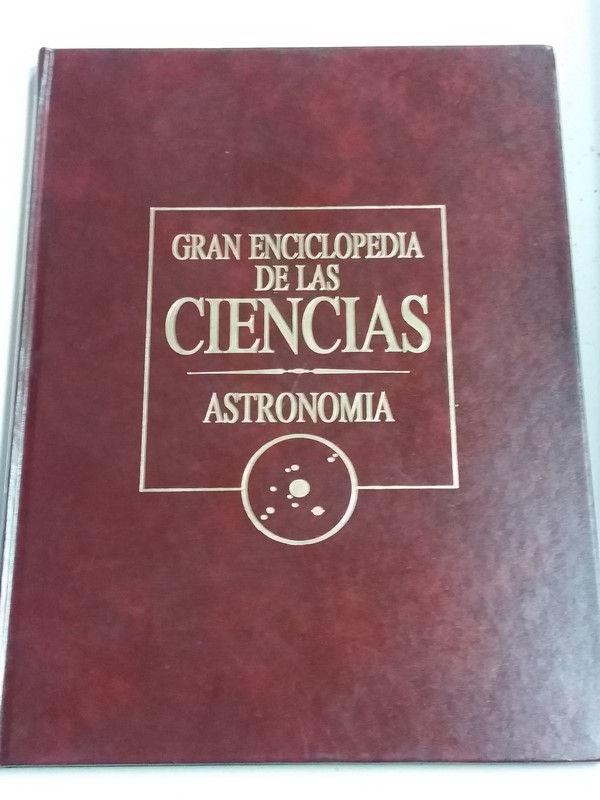 GRAN ENCICLOPEDIA
DE LAS
CIENCIAS
ASTRONOMIA